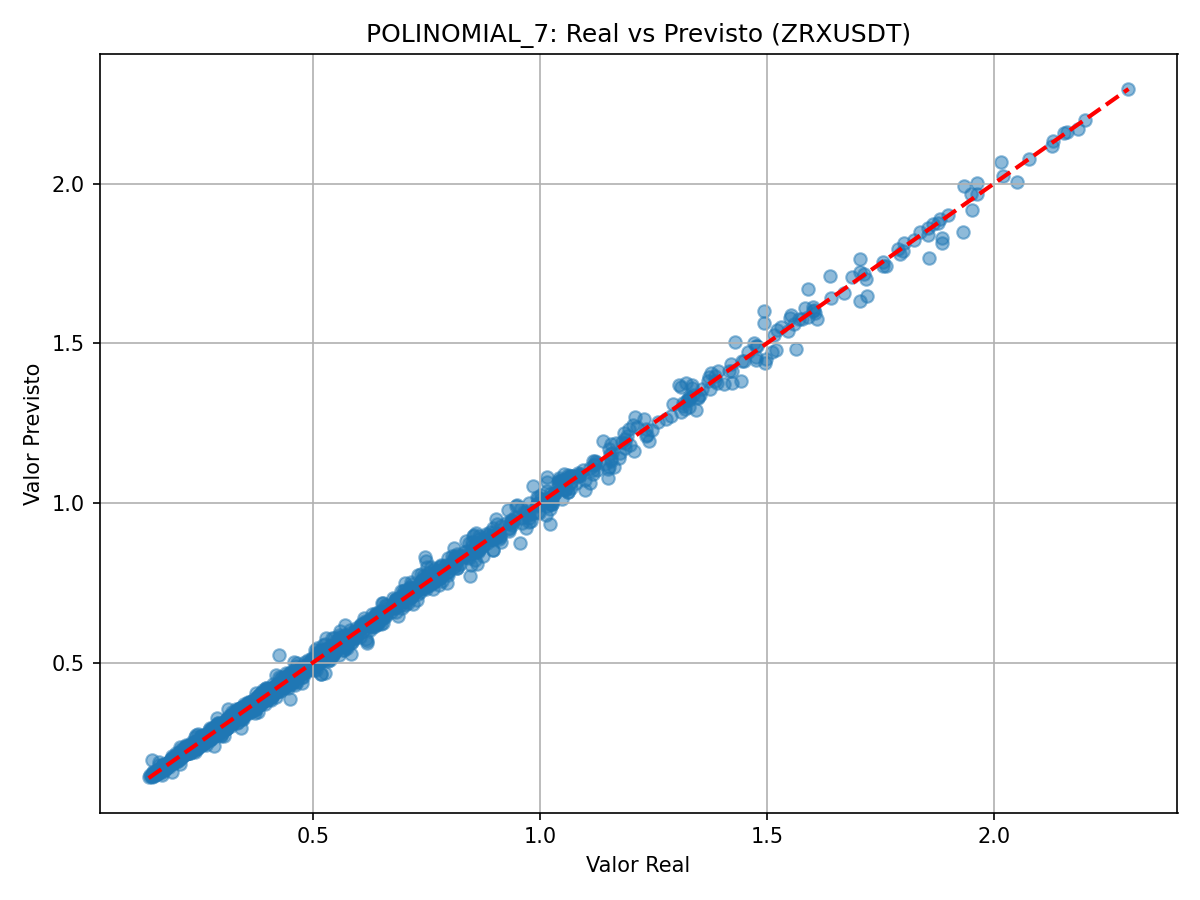 POLINOMIAL_7: Real vs Previsto (ZRXUSDT)
Valor Previsto
2.0
1.5
1.0
0.5
0.5 1.0 1.5 2.0
Valor Real